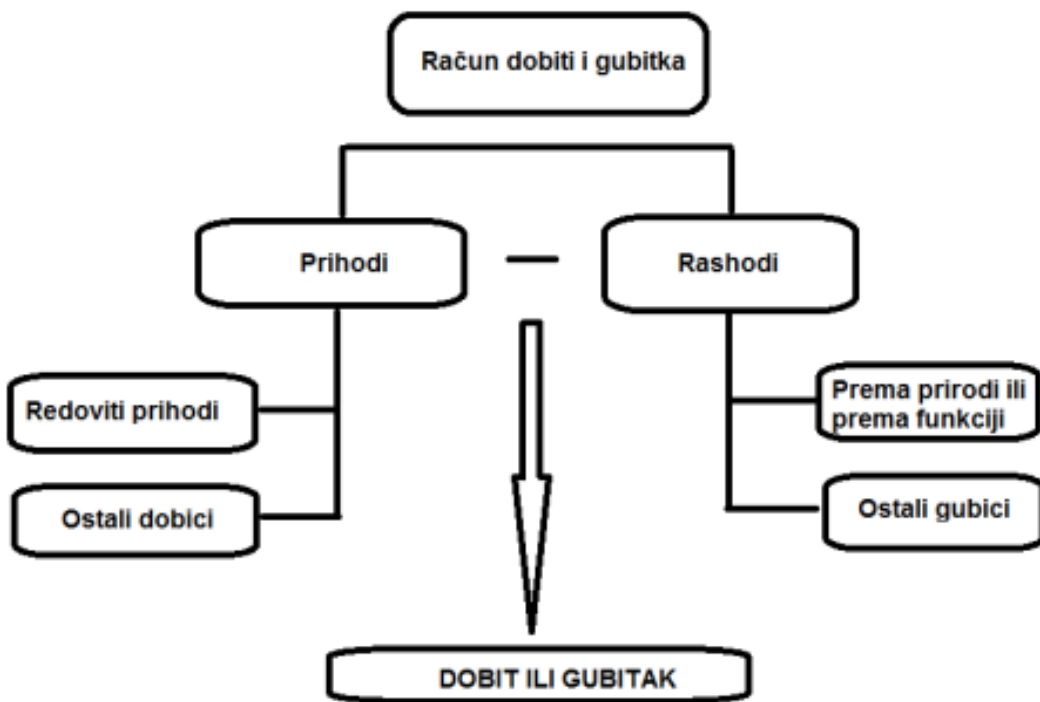 Račun dobiti i gubitka
Prihodi
Rashodi
Redoviti prihodi
Prema prirodi ili
prema funkciji
Ostali dobici
Ostali gubici
DOBIT ILI GUBITAK